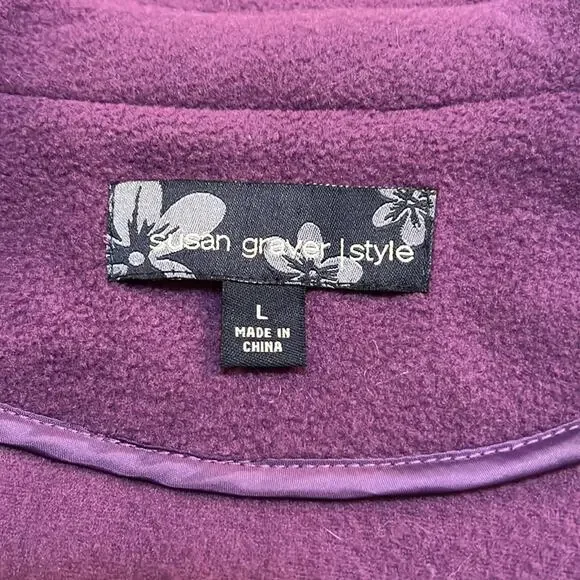 susan graver | style
L
MADE IN
CHINA